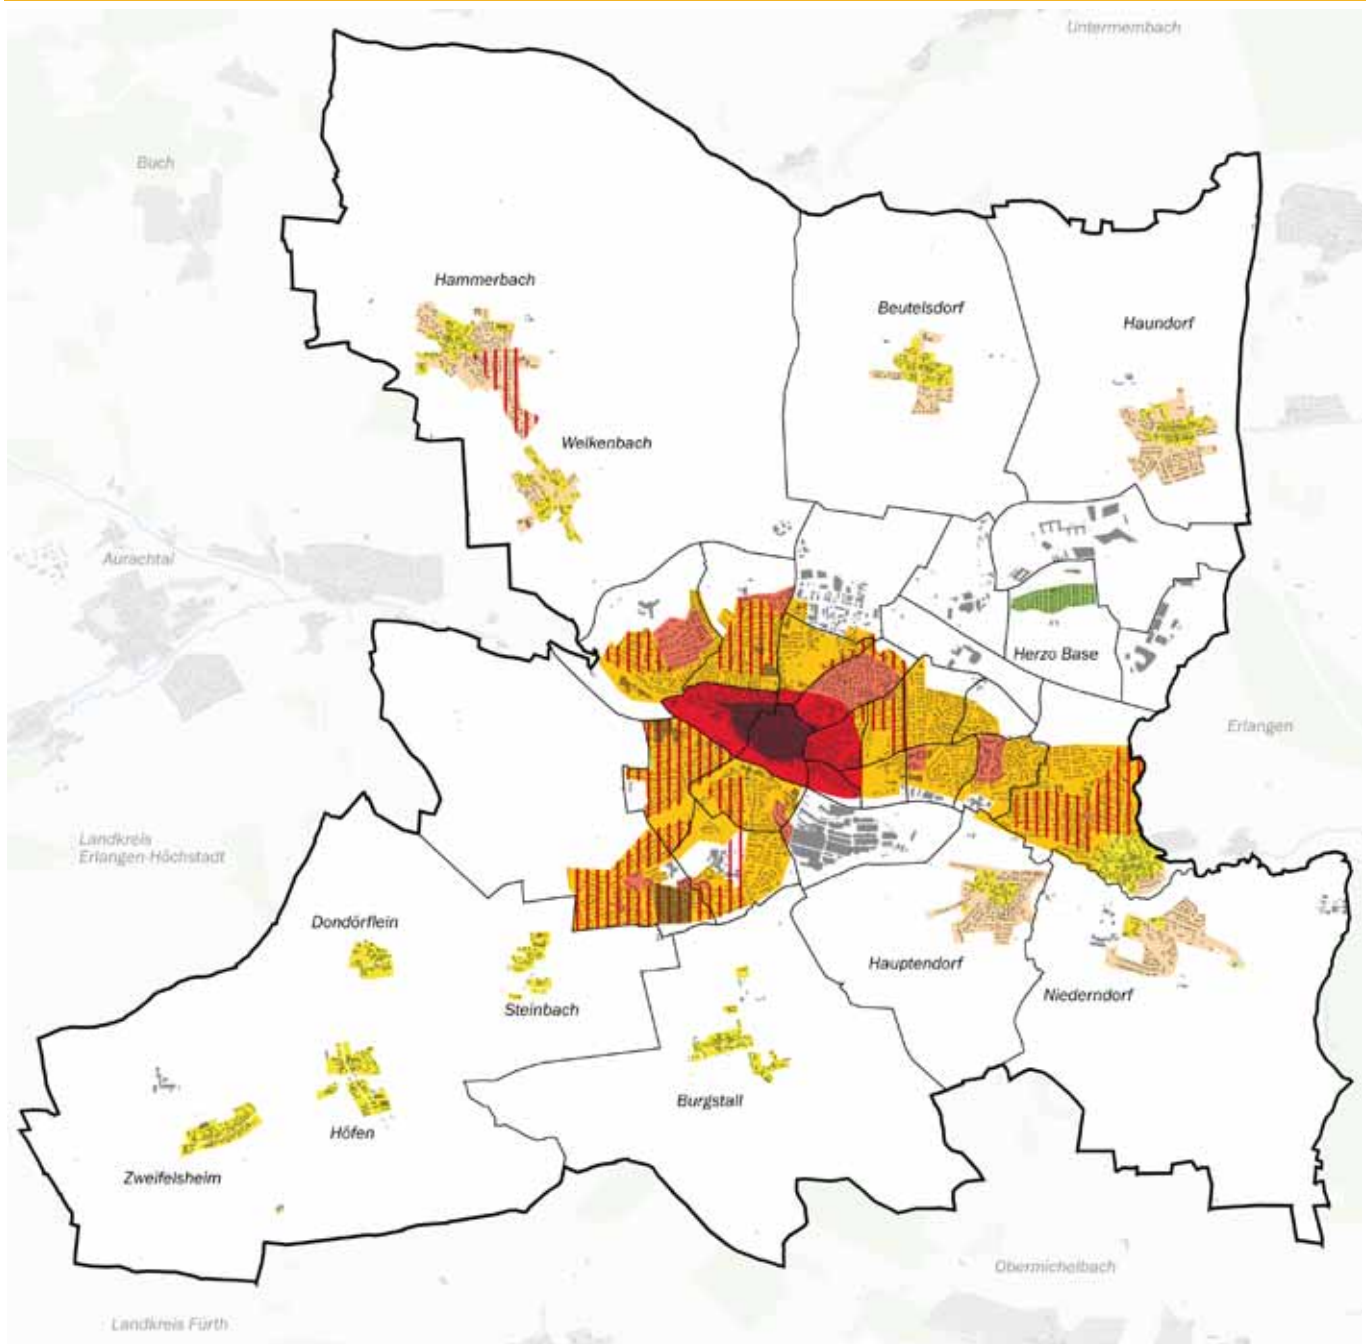 Untermembach
Buch
Hammerbach
Beutelsdorf
Haundorf
Welkenbach
Aurachtal
Herzo Base
Erlangen
Landkreis
Erlangen-Höchstadt
Dondörflein
Hauptendorf
Niederndorf
Steinbach
Burgstall
Höfen
Zweifelsheim
Obermichelbach
Landkreis Fürth